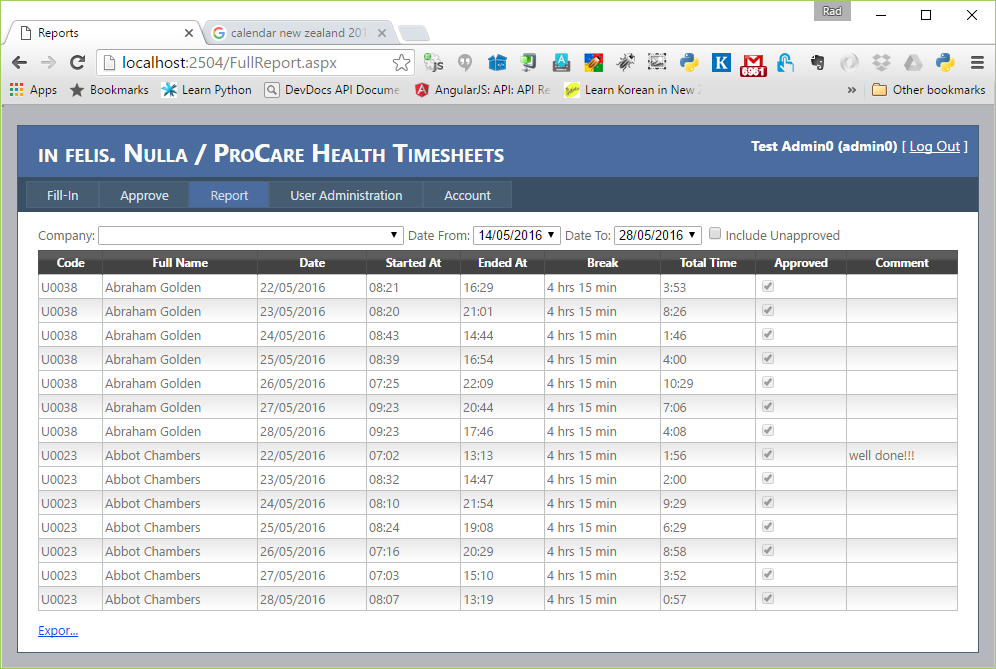 Rad
Reports
calendar new zealand 201
localhost:2504/FullReport.aspx
js
K
6981
Apps Bookmarks Learn Python DevDocs API Docume AngularJS: API: API Re Learn Korean in New » Other bookmarks
in felis. Nulla / ProCare Health Timesheets
Test Admin0 (admin0) [ Log Out ]
Fill-In Approve Report User Administration Account
Company: Date From: 14/05/2016 Date To: 28/05/2016 Include Unapproved
Code Full Name Date Started At Ended At Break Total Time Approved Comment
U0038 Abraham Golden 22/05/2016 08:21 16:29 4 hrs 15 min 3:53
U0038 Abraham Golden 23/05/2016 08:20 21:01 4 hrs 15 min 8:26
U0038 Abraham Golden 24/05/2016 08:43 14:44 4 hrs 15 min 1:46
U0038 Abraham Golden 25/05/2016 08:39 16:54 4 hrs 15 min 4:00
U0038 Abraham Golden 26/05/2016 07:25 22:09 4 hrs 15 min 10:29
U0038 Abraham Golden 27/05/2016 09:23 20:44 4 hrs 15 min 7:06
U0038 Abraham Golden 28/05/2016 09:23 17:46 4 hrs 15 min 4:08
U0023 Abbot Chambers 22/05/2016 07:02 13:13 4 hrs 15 min 1:56 well done!!!
U0023 Abbot Chambers 23/05/2016 08:32 14:47 4 hrs 15 min 2:00
U0023 Abbot Chambers 24/05/2016 08:10 21:54 4 hrs 15 min 9:29
U0023 Abbot Chambers 25/05/2016 08:24 19:08 4 hrs 15 min 6:29
U0023 Abbot Chambers 26/05/2016 07:16 20:29 4 hrs 15 min 8:58
U0023 Abbot Chambers 27/05/2016 07:03 15:10 4 hrs 15 min 3:52
U0023 Abbot Chambers 28/05/2016 08:07 13:19 4 hrs 15 min 0:57
Expor...